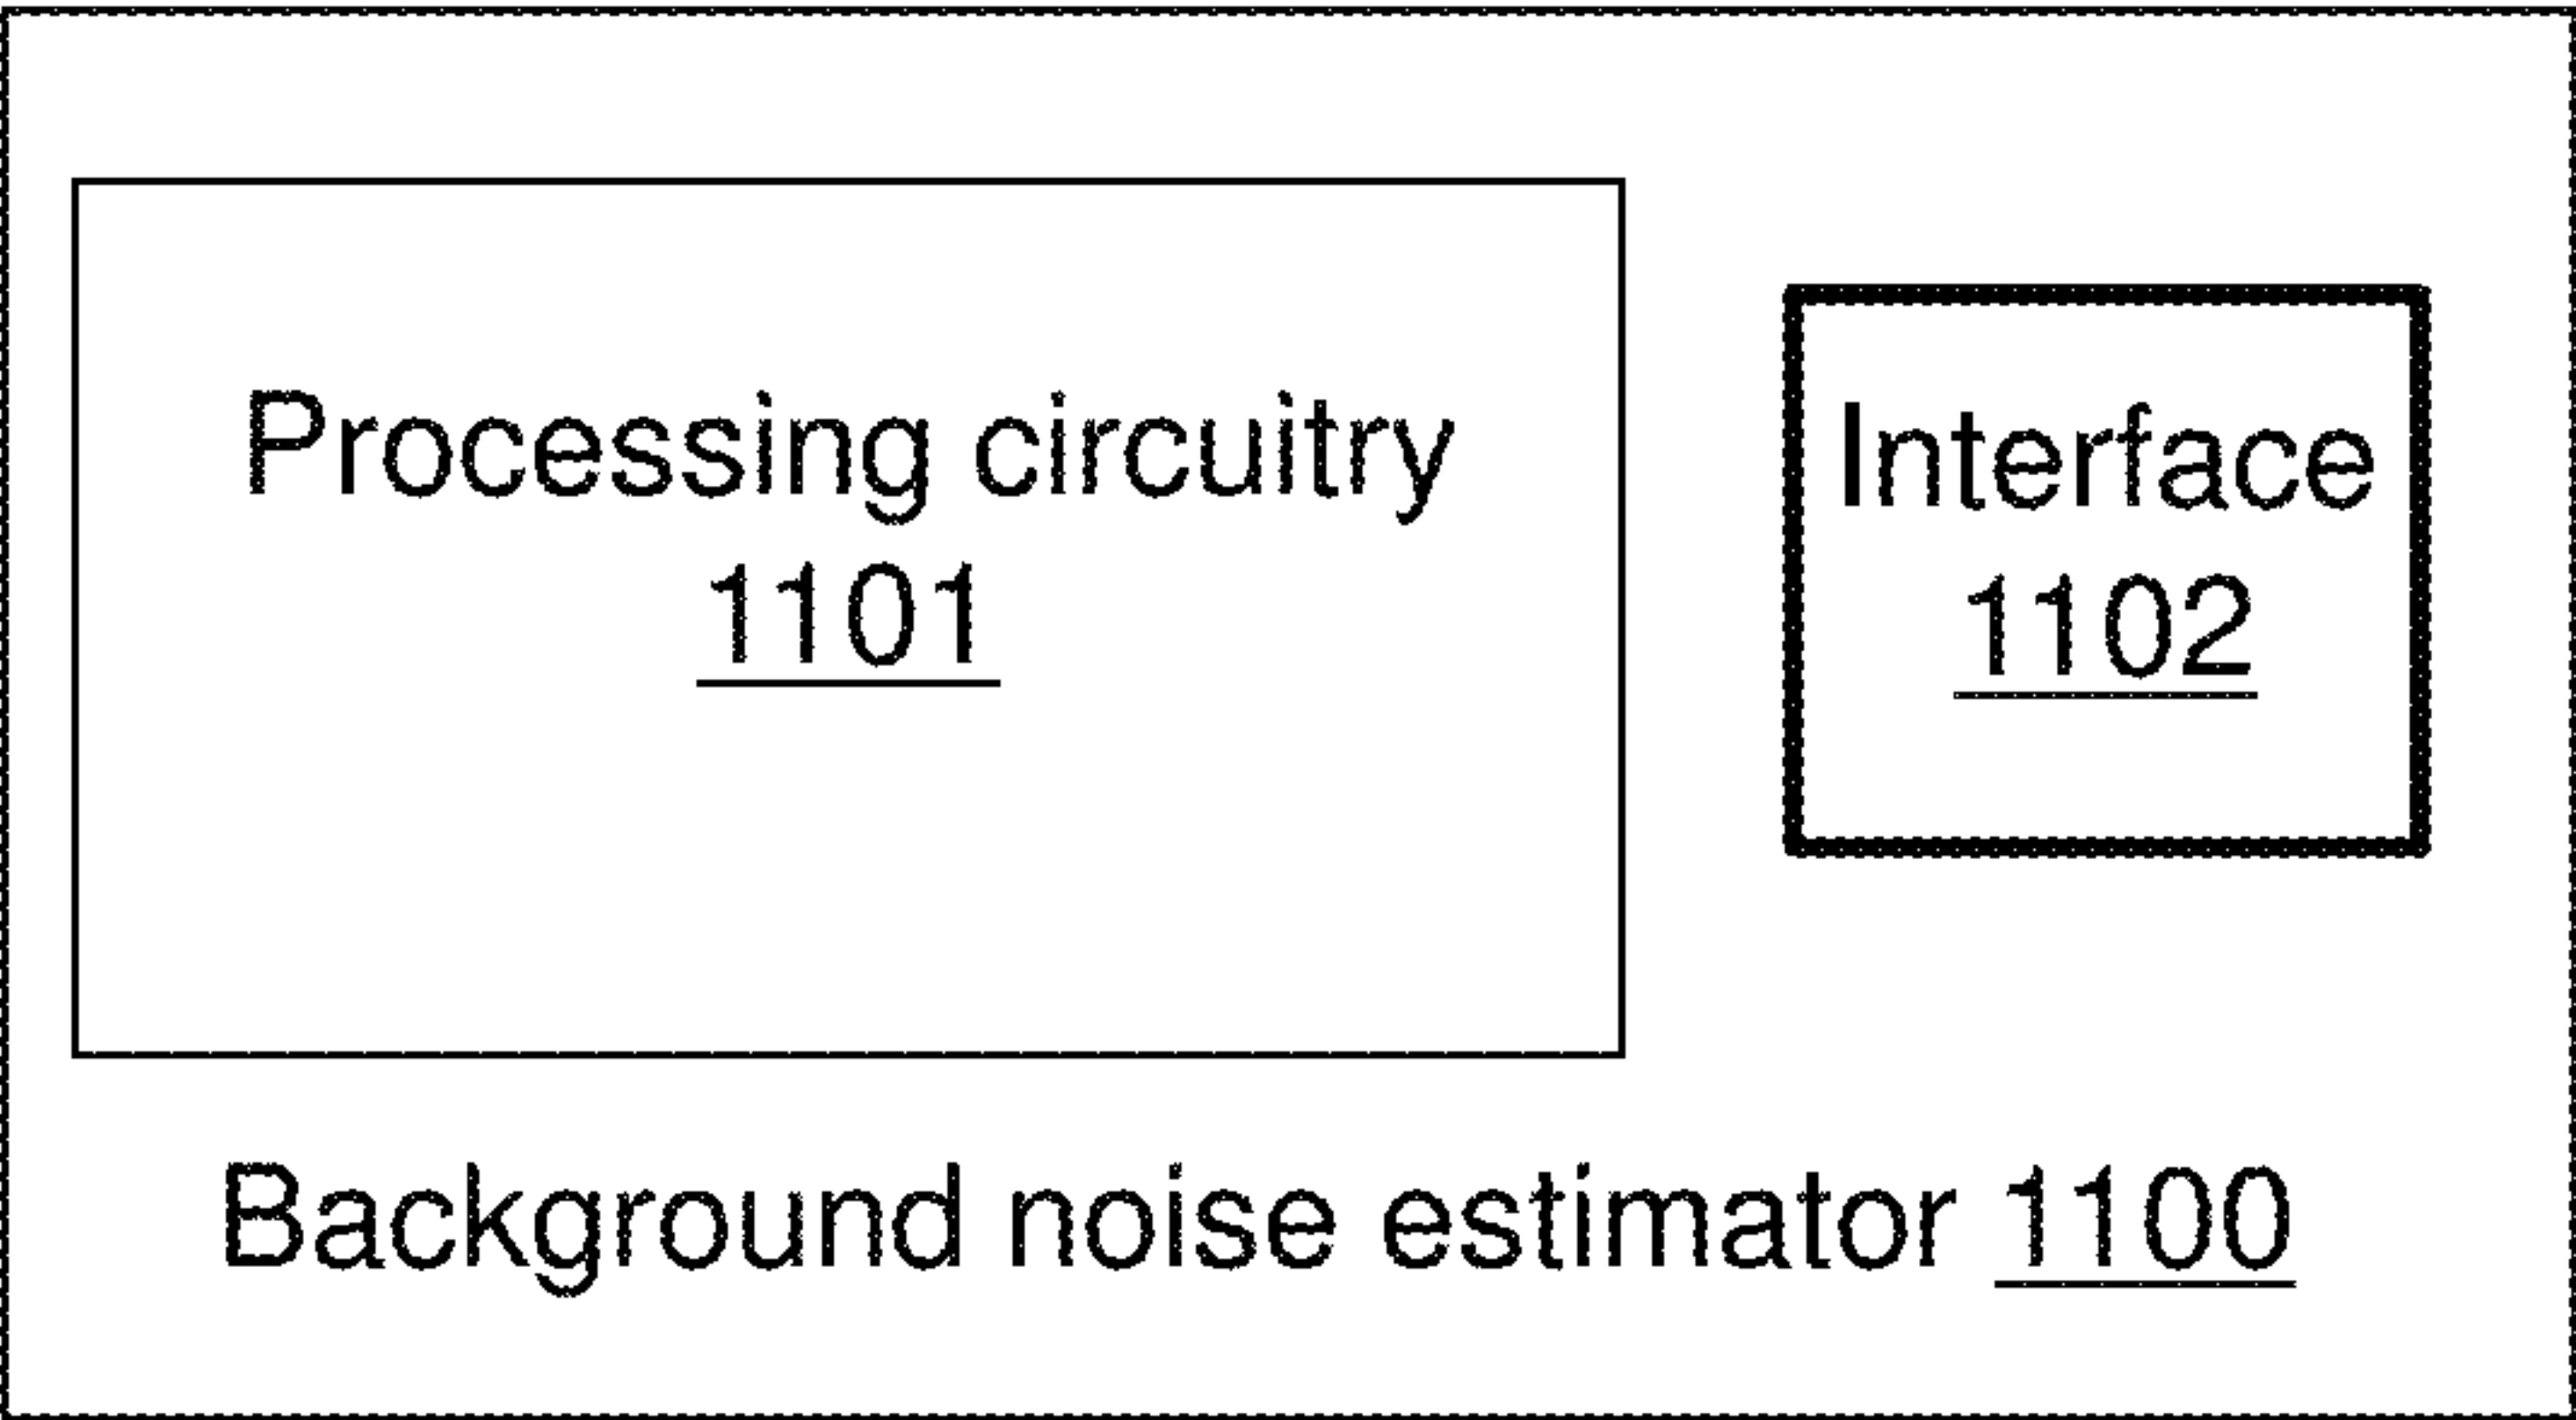 Processing circuitry
1101
Interface
1102
Background noise estimator 1100